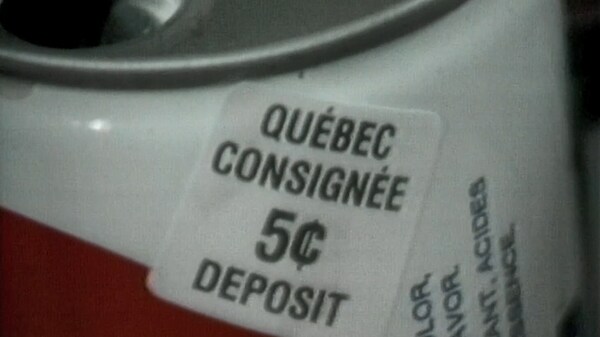 QUÉBEC
CONSIGNÉE
5¢
DEPOSIT
ANT, ACIDES